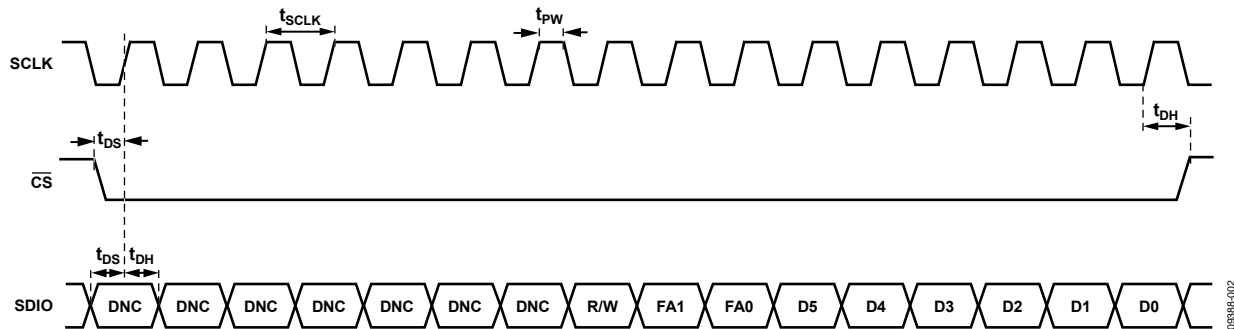 tSCLK
tPW
SCLK
tDH
tDS
CS
tDS tDH
SDIO DNC DNC DNC DNC DNC DNC DNC R/W FA1 FA0 D5 D4 D3 D2 D1 D0
09388-002